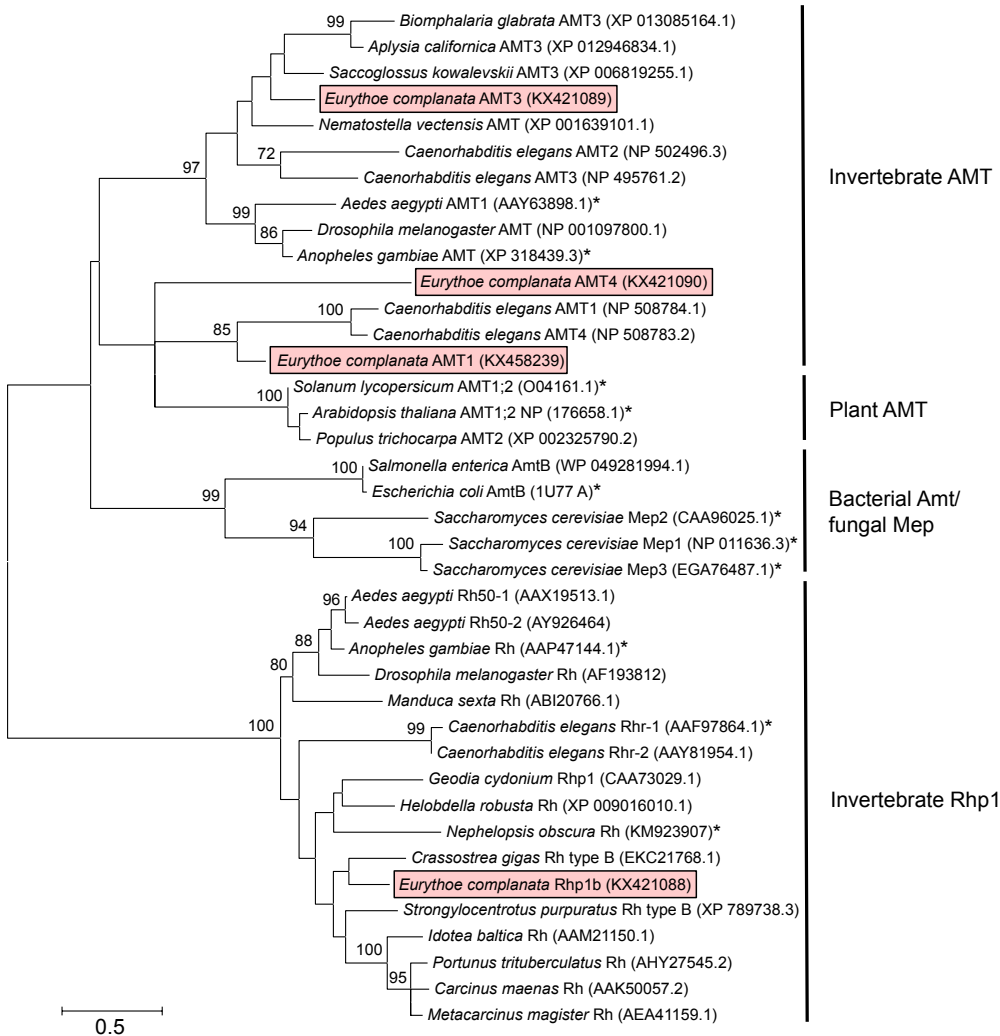 99
Biomphalaria glabrata AMT3 (XP 013085164.1)
Aplysia californica AMT3 (XP 012946834.1)
Saccoglossus kowalevskii AMT3 (XP 006819255.1)
Eurythoe complanata AMT3 (KX421089)
Nematostella vectensis AMT (XP 001639101.1)
72
Caenorhabditis elegans AMT2 (NP 502496.3)
97
Caenorhabditis elegans AMT3 (NP 495761.2)
Invertebrate AMT
99
Aedes aegypti AMT1 (AAY63898.1)*
86
Drosophila melanogaster AMT (NP 001097800.1)
Anopheles gambiae AMT (XP 318439.3)*
Eurythoe complanata AMT4 (KX421090)
100
Caenorhabditis elegans AMT1 (NP 508784.1)
85
Caenorhabditis elegans AMT4 (NP 508783.2)
Eurythoe complanata AMT1 (KX458239)
100
Solanum lycopersicum AMT1;2 (O04161.1)*
Arabidopsis thaliana AMT1;2 NP (176658.1)*
Plant AMT
Populus trichocarpa AMT2 (XP 002325790.2)
100
Salmonella enterica AmtB (WP 049281994.1)
99
Escherichia coli AmtB (1U77 A)*
Bacterial Amt/
fungal Mep
94
Saccharomyces cerevisiae Mep2 (CAA96025.1)*
100
Saccharomyces cerevisiae Mep1 (NP 011636.3)*
Saccharomyces cerevisiae Mep3 (EGA76487.1)*
96
Aedes aegypti Rh50-1 (AAX19513.1)
Aedes aegypti Rh50-2 (AY926464)
88
Anopheles gambiae Rh (AAP47144.1)*
80
Drosophila melanogaster Rh (AF193812)
Manduca sexta Rh (ABI20766.1)
100
99
Caenorhabditis elegans Rhr-1 (AAF97864.1)*
Caenorhabditis elegans Rhr-2 (AAY81954.1)
Geodia cydonium Rhp1 (CAA73029.1)
Invertebrate Rhp1
Helobdella robusta Rh (XP 009016010.1)
Nephelopsis obscura Rh (KM923907)*
Crassostrea gigas Rh type B (EKC21768.1)
Eurythoe complanata Rhp1b (KX421088)
Strongylocentrotus purpuratus Rh type B (XP 789738.3)
100
Idotea baltica Rh (AAM21150.1)
95
Portunus trituberculatus Rh (AHY27545.2)
Carcinus maenas Rh (AAK50057.2)
Metacarcinus magister Rh (AEA41159.1)
0.5